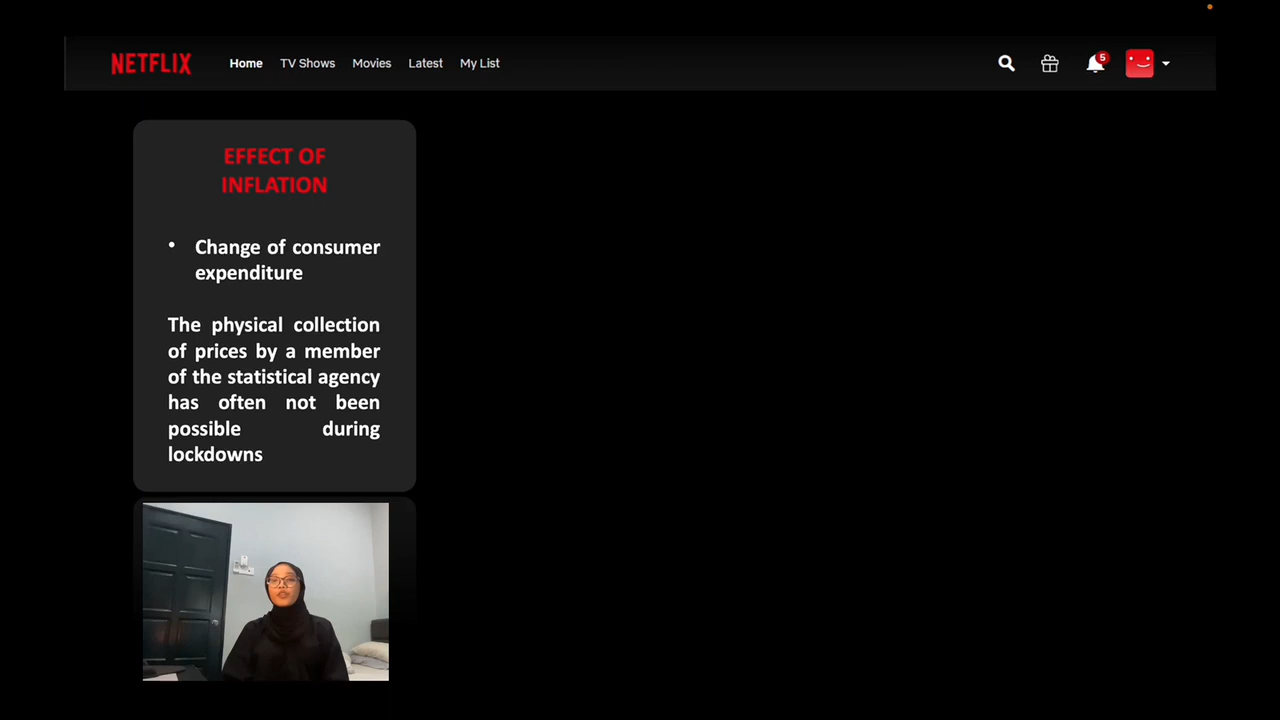 NETFLIX Home TV Shows Movies Latest My List 5
EFFECT OF
INFLATION
• Change of consumer
expenditure
The physical collection
of prices by a member
of the statistical agency
has often not been
possible during
lockdowns